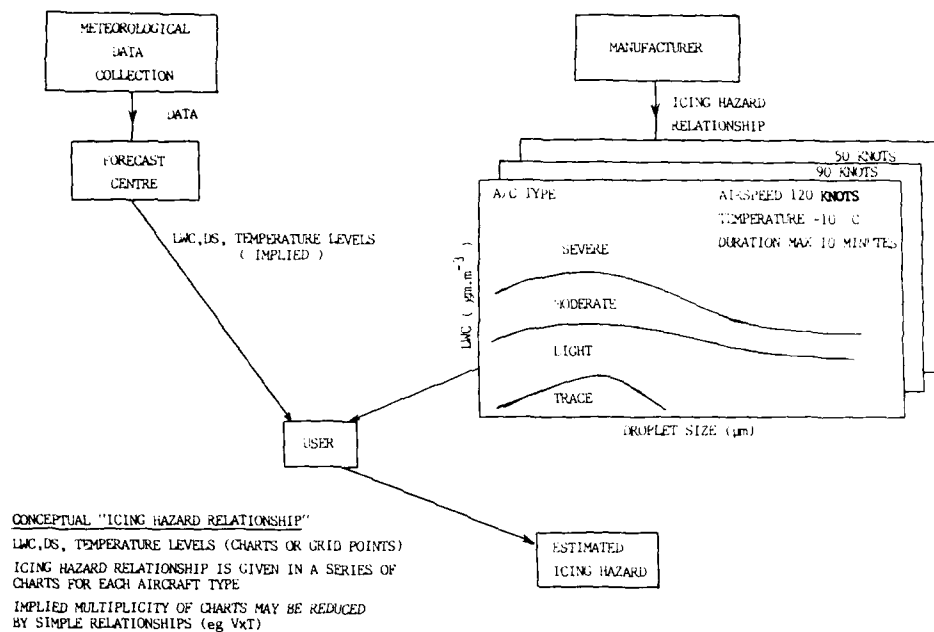 METEOROLOGICAL
DATA
COLLECTION
DATA
FORECAST
CENTRE
LWC,DS, TEMPERATURE LEVELS
( IMPLIED )
MANUFACTURER
ICING HAZARD
RELATIONSHIP
50 KNOTS
90 KNOTS
A/C TYPE
AIRSPEED 120 KNOTS
TEMPERATURE -10 °C
DURATION MAX 10 MINUTES
SEVERE
MODERATE
LIGHT
TRACE
LWC ( gm.m⁻³ )
DROPLET SIZE (µm)
USER
ESTIMATED
ICING HAZARD
CONCEPTUAL "ICING HAZARD RELATIONSHIP"
LWC,DS, TEMPERATURE LEVELS (CHARTS OR GRID POINTS)
ICING HAZARD RELATIONSHIP IS GIVEN IN A SERIES OF
CHARTS FOR EACH AIRCRAFT TYPE
IMPLIED MULTIPLICITY OF CHARTS MAY BE REDUCED
BY SIMPLE RELATIONSHIPS (eg VxT)